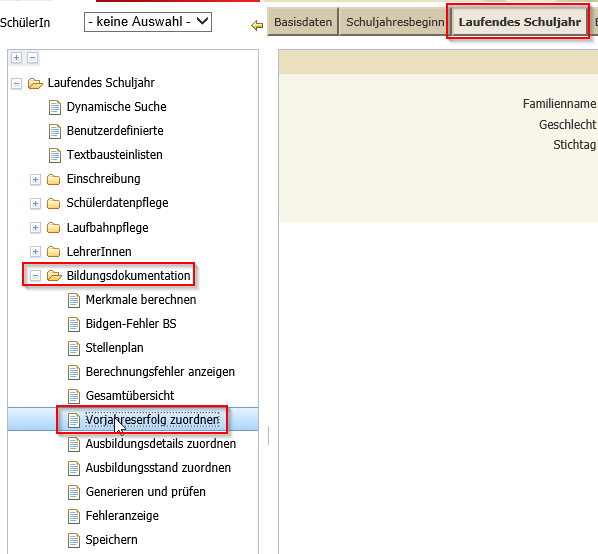 SchülerIn - keine Auswahl - Basisdaten Schuljahresbeginn Laufendes Schuljahr
Laufendes Schuljahr
Dynamische Suche
Benutzerdefinierte
Textbausteinlisten
Einschreibung
Schülerdatenpflege
Laufbahnpflege
LehrerInnen
Bildungsdokumentation
Merkmale berechnen
Bidgen-Fehler BS
Stellenplan
Berechnungsfehler anzeigen
Gesamtübersicht
Vorjahreserfolg zuordnen
Ausbildungsdetails zuordnen
Ausbildungsstand zuordnen
Generieren und prüfen
Fehleranzeige
Speichern
Familienname
Geschlecht
Stichtag